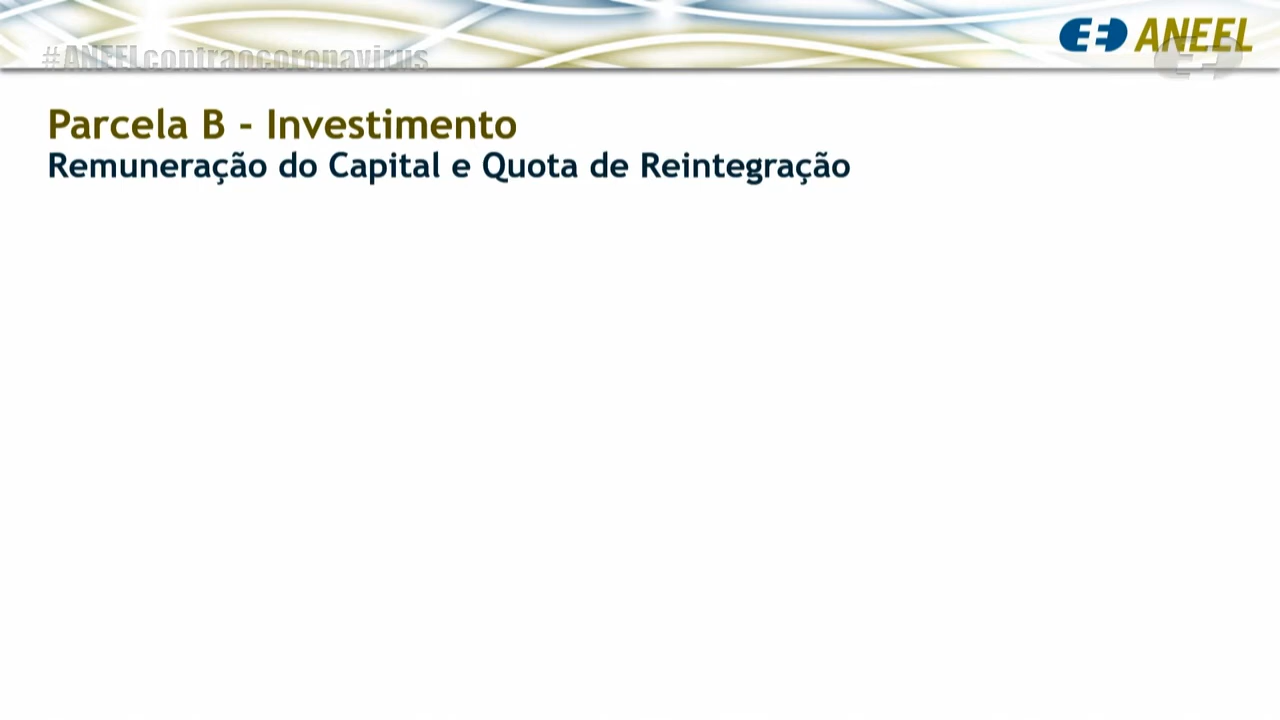 #ANEELcontraocoronavirus
ANEEL
Parcela B - Investimento
Remuneração do Capital e Quota de Reintegração